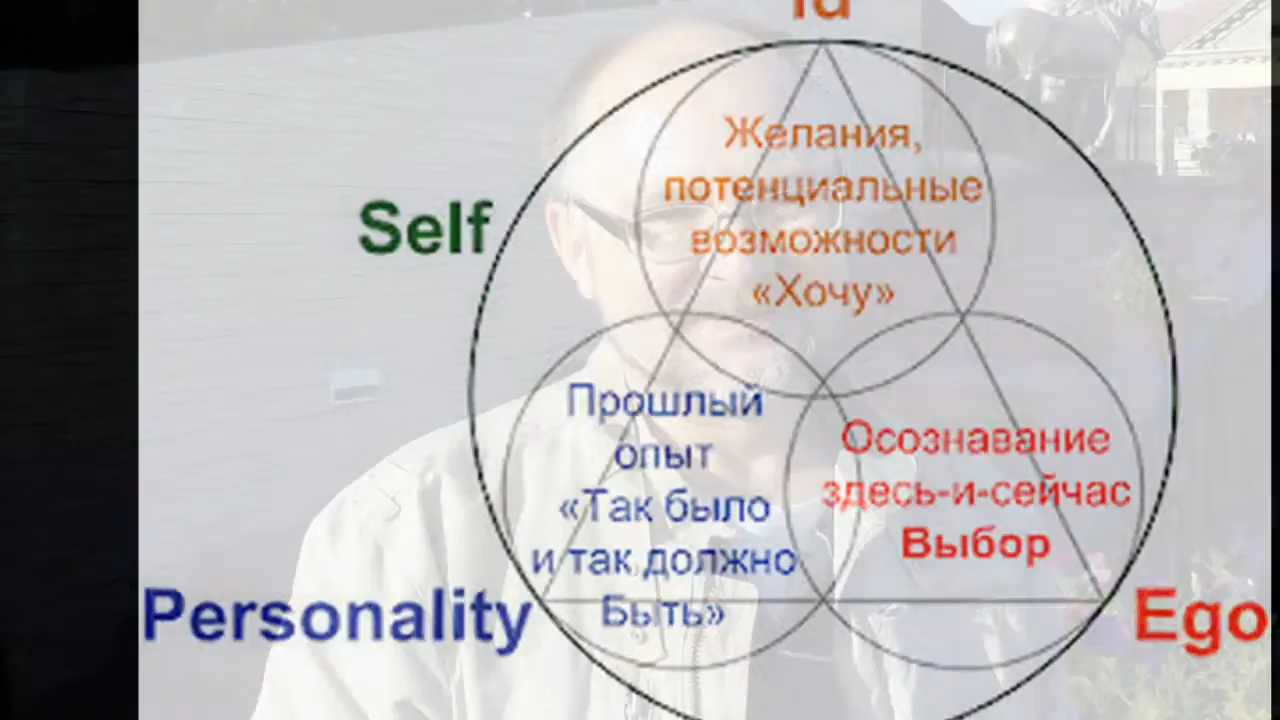 Id
Желания,
потенциальные
возможности
«Хочу»
Self
Прошлый
опыт
«Так было
и так должно
Быть»
Осознавание
здесь-и-сейчас
Выбор
Personality
Ego